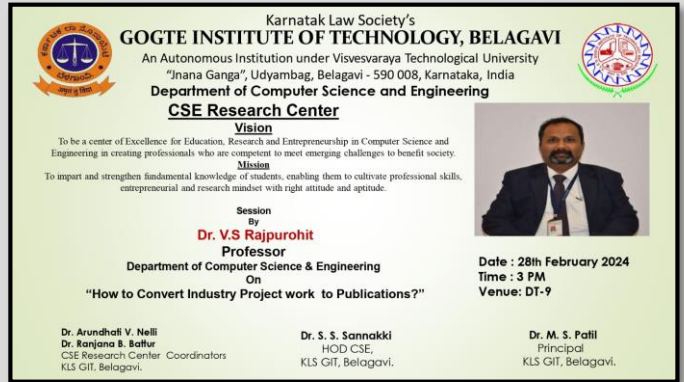 Karnatak Law Society's
GOGTE INSTITUTE OF TECHNOLOGY, BELAGAVI
An Autonomous Institution under Visvesvaraya Technological University
"Jnana Ganga", Udyambag, Belagavi - 590 008, Karnataka, India
Department of Computer Science and Engineering
CSE Research Center
Vision
To be a center of Excellence for Education, Research and Entrepreneurship in Computer Science and
Engineering in creating professionals who are competent to meet emerging challenges to benefit society.
Mission
To impart and strengthen fundamental knowledge of students, enabling them to cultivate professional skills,
entrepreneurial and research mindset with right attitude and aptitude.
Session
By
Dr. V.S Rajpurohit
Professor
Department of Computer Science & Engineering
On
"How to Convert Industry Project work to Publications?"
Date : 28th February 2024
Time : 3 PM
Venue: DT-9
Dr. Arundhati V. Nelli
Dr. Ranjana B. Battur
CSE Research Center Coordinators
KLS GIT, Belagavi.
Dr. S. S. Sannakki
HOD CSE,
KLS GIT, Belagavi.
Dr. M. S. Patil
Principal
KLS GIT, Belagavi.